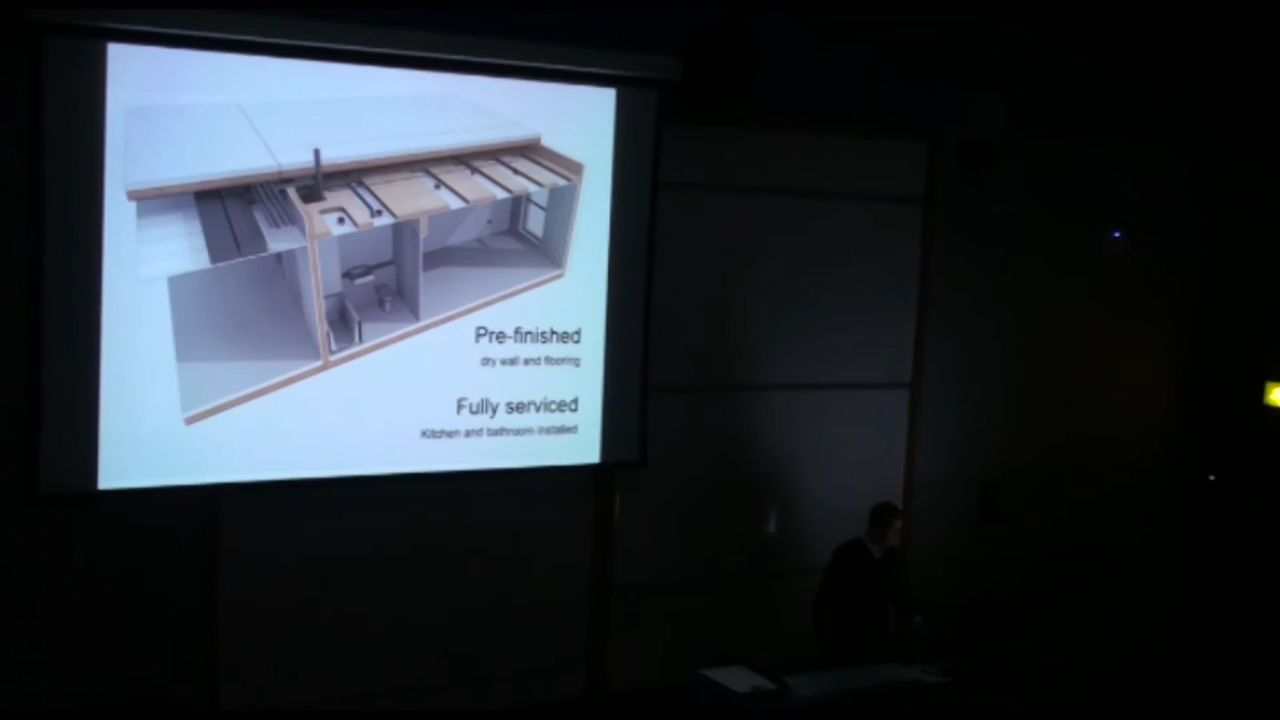 Pre-finished
dry wall and flooring
Fully serviced
Kitchen and bathroom installed